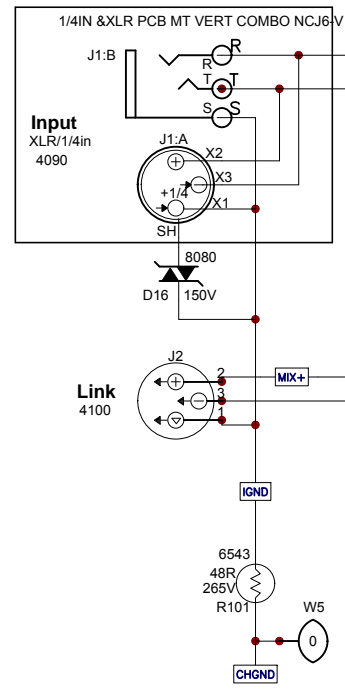 1/4IN &XLR PCB MT VERT COMBO NCJ6-V
J1:B
R
R
T
T
S
S
Input
XLR/1/4in
4090
J1:A
X2
X3
+1/4
X1
SH
8080
D16
150V
J2
2
3
1
Link
4100
MIX+
IGND
6543
48R
265V
R101
W5
0
CHGND